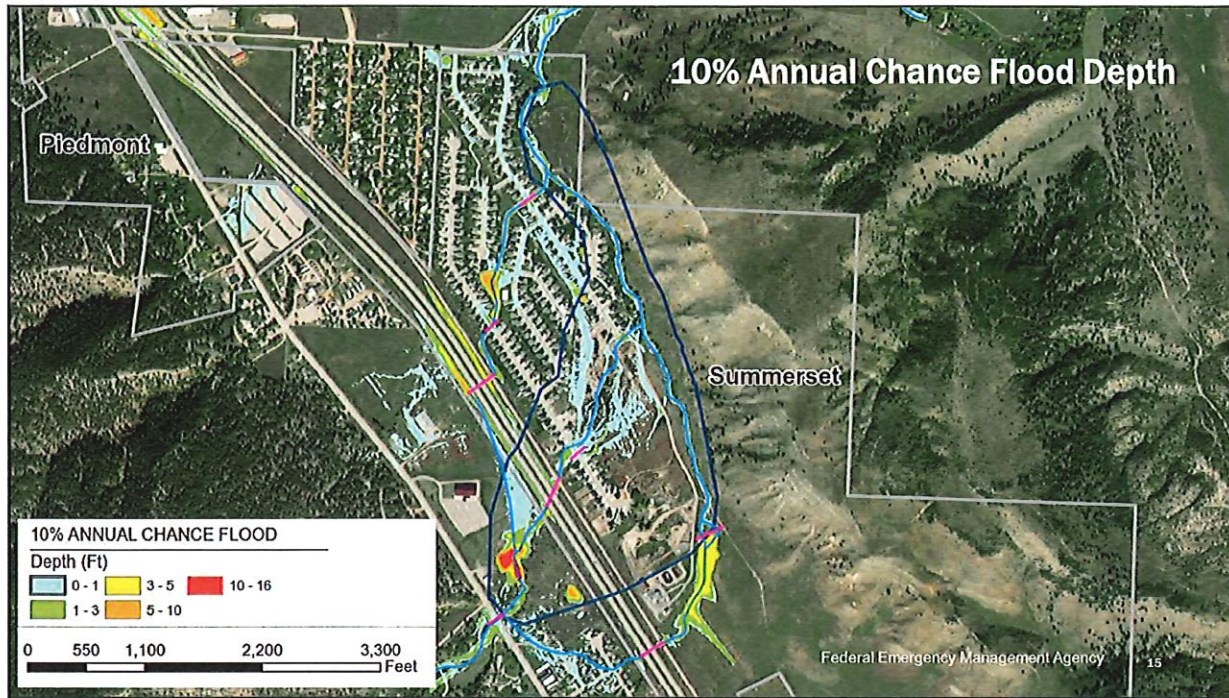 10% Annual Chance Flood Depth
Piedmont
Summerset
10% ANNUAL CHANCE FLOOD
Depth (Ft)
0 - 1
3 - 5
10 - 16
1 - 3
5 - 10
0 550 1,100 2,200 3,300
Feet
Federal Emergency Management Agency 15